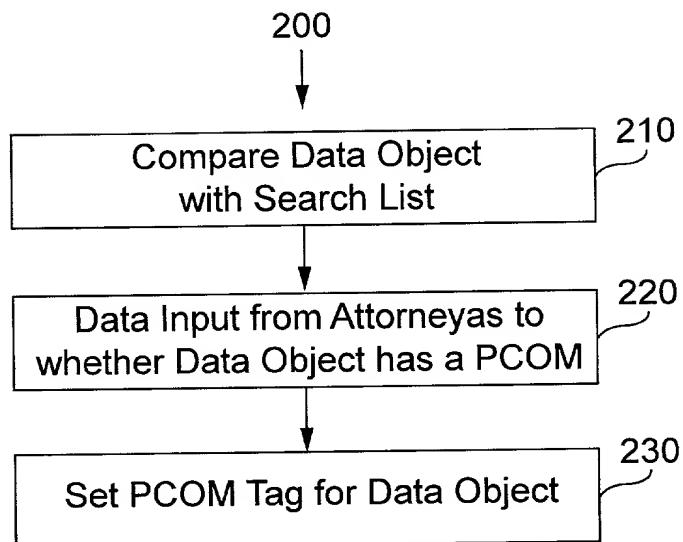 200
210
Compare Data Object
with Search List
220
Data Input from Attorneyas to
whether Data Object has a PCOM
230
Set PCOM Tag for Data Object